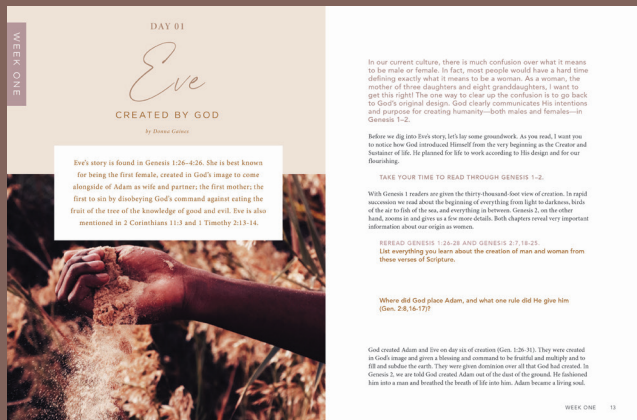 WEEK ONE
DAY 01
Eve
CREATED BY GOD
by Donna Gaines
Eve's story is found in Genesis 1:26–4:26. She is best known
for being the first female, created in God's image to come
alongside of Adam as wife and partner; the first mother; the
first to sin by disobeying God's command against eating the
fruit of the tree of the knowledge of good and evil. Eve is also
mentioned in 2 Corinthians 11:3 and 1 Timothy 2:13-14.
In our current culture, there is much confusion over what it means
to be male or female. In fact, most people would have a hard time
defining exactly what it means to be a woman. As a woman, the
mother of three daughters and eight granddaughters, I want to
get this right! The one way to clear up the confusion is to go back
to God's original design. God clearly communicates His intentions
and purpose for creating humanity—both males and females—in
Genesis 1–2.
Before we dig into Eve's story, let's lay some groundwork. As you read, I want you
to notice how God introduced Himself from the very beginning as the Creator and
Sustainer of life. He planned for life to work according to His design and for our
flourishing.
TAKE YOUR TIME TO READ THROUGH GENESIS 1–2.
With Genesis 1 readers are given the thirty-thousand-foot view of creation. In rapid
succession we read about the beginning of everything from light to darkness, birds
of the air to fish of the sea, and everything in between. Genesis 2, on the other
hand, zooms in and gives us a few more details. Both chapters reveal very important
information about our origin as women.
REREAD GENESIS 1:26-28 AND GENESIS 2:7,18-25.
List everything you learn about the creation of man and woman from
these verses of Scripture.
Where did God place Adam, and what one rule did He give him
(Gen. 2:8,16-17)?
God created Adam and Eve on day six of creation (Gen. 1:26-31). They were created
in God's image and given a blessing and command to be fruitful and multiply and to
fill and subdue the earth. They were given dominion over all that God had created. In
Genesis 2, we are told God created Adam out of the dust of the ground. He fashioned
him into a man and breathed the breath of life into him. Adam became a living soul.
WEEK ONE 13